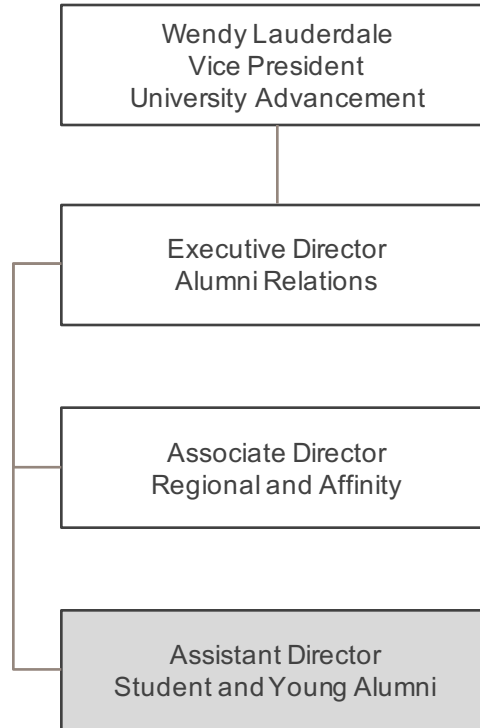 Wendy Lauderdale
Vice President
University Advancement
Executive Director
Alumni Relations
Associate Director
Regional and Affinity
Assistant Director
Student and Young Alumni